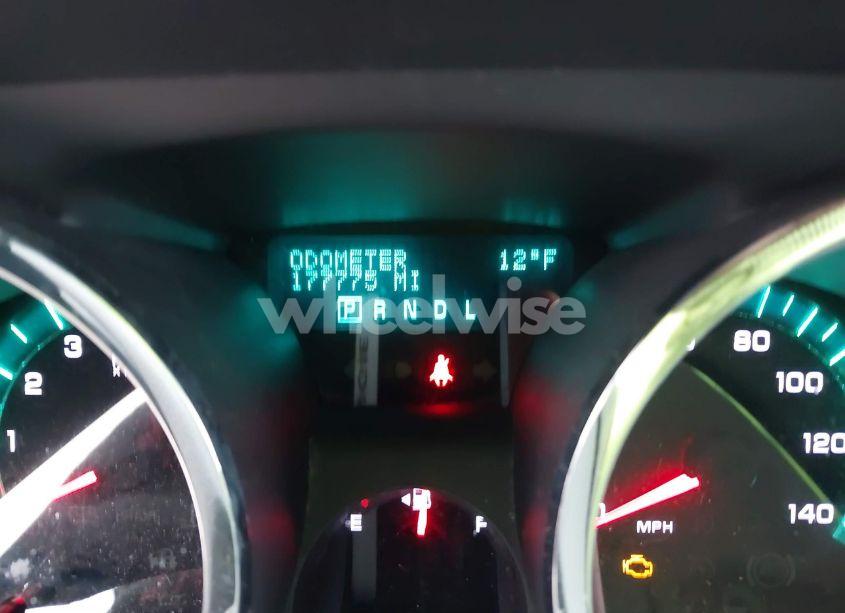 ODOMETER 12°F
177775 MI
P R N D L
wheelwise
3
2
1
80
100
120
140
E F
MPH